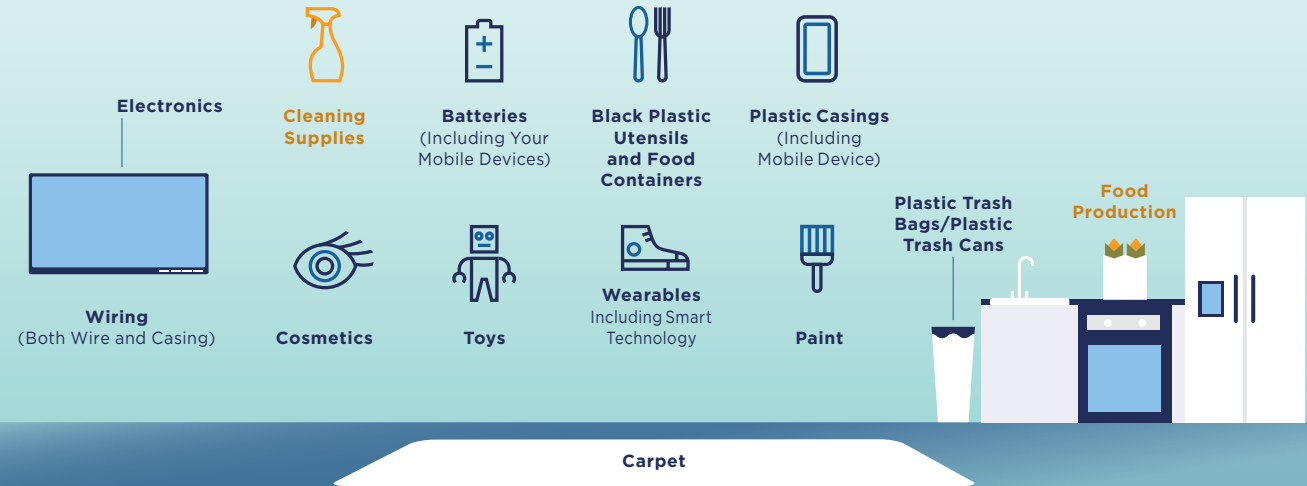 Electronics
Wiring
(Both Wire and Casing)
Cleaning
Supplies
Batteries
(Including Your
Mobile Devices)
Black Plastic
Utensils
and Food
Containers
Plastic Casings
(Including
Mobile Device)
Cosmetics
Toys
Wearables
Including Smart
Technology
Paint
Plastic Trash
Bags/Plastic
Trash Cans
Food
Production
Carpet